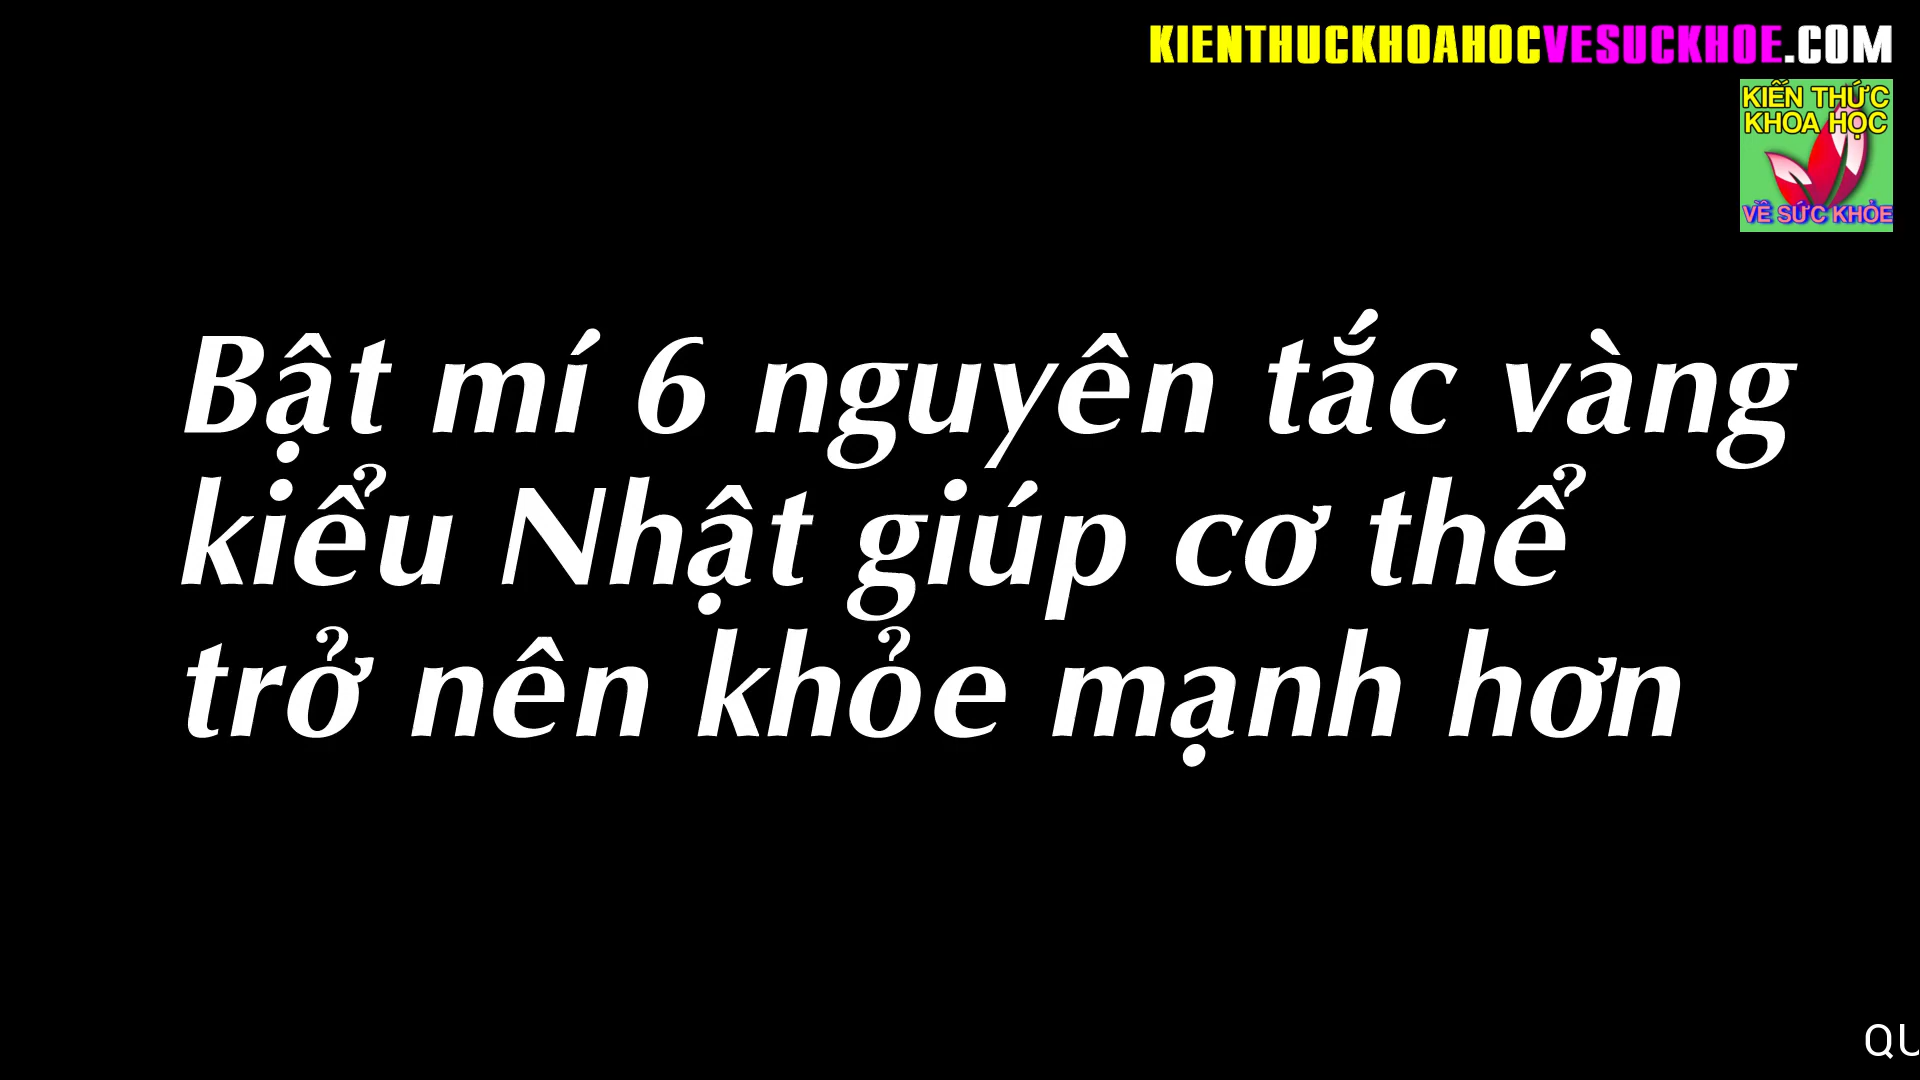 KIENTHUCKHOAHOCVESUCKHOE.COM
KIẾN THỨC
KHOA HỌC
VỀ SỨC KHỎE
Bật mí 6 nguyên tắc vàng
kiểu Nhật giúp cơ thể
trở nên khỏe mạnh hơn